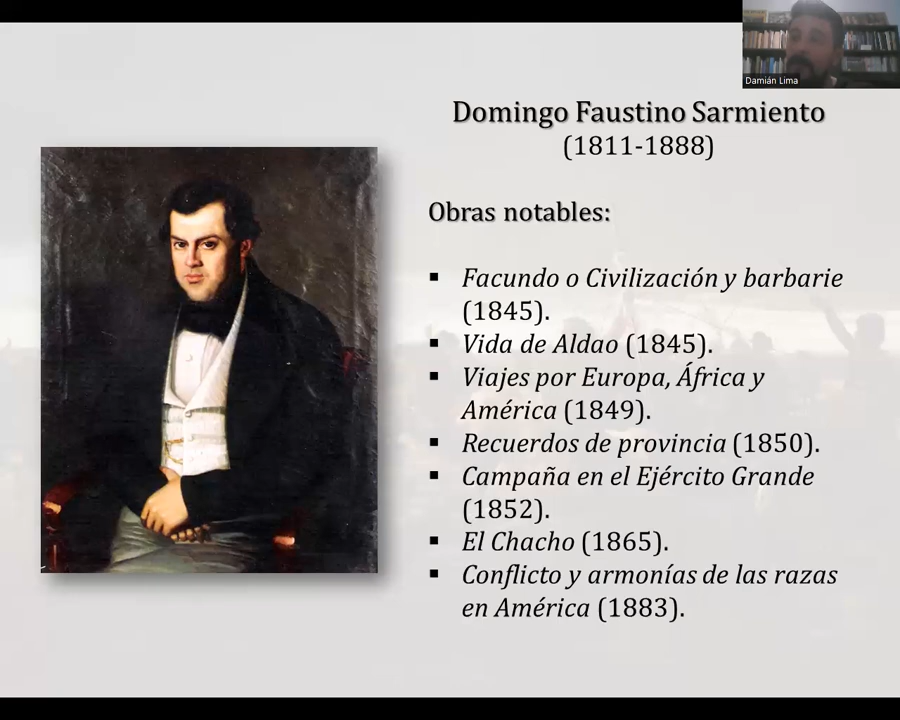 Damián Lima
Domingo Faustino Sarmiento
(1811-1888)
Obras notables:
▪ Facundo o Civilización y barbarie
(1845).
▪ Vida de Aldao (1845).
▪ Viajes por Europa, África y
América (1849).
▪ Recuerdos de provincia (1850).
▪ Campaña en el Ejército Grande
(1852).
▪ El Chacho (1865).
▪ Conflicto y armonías de las razas
en América (1883).